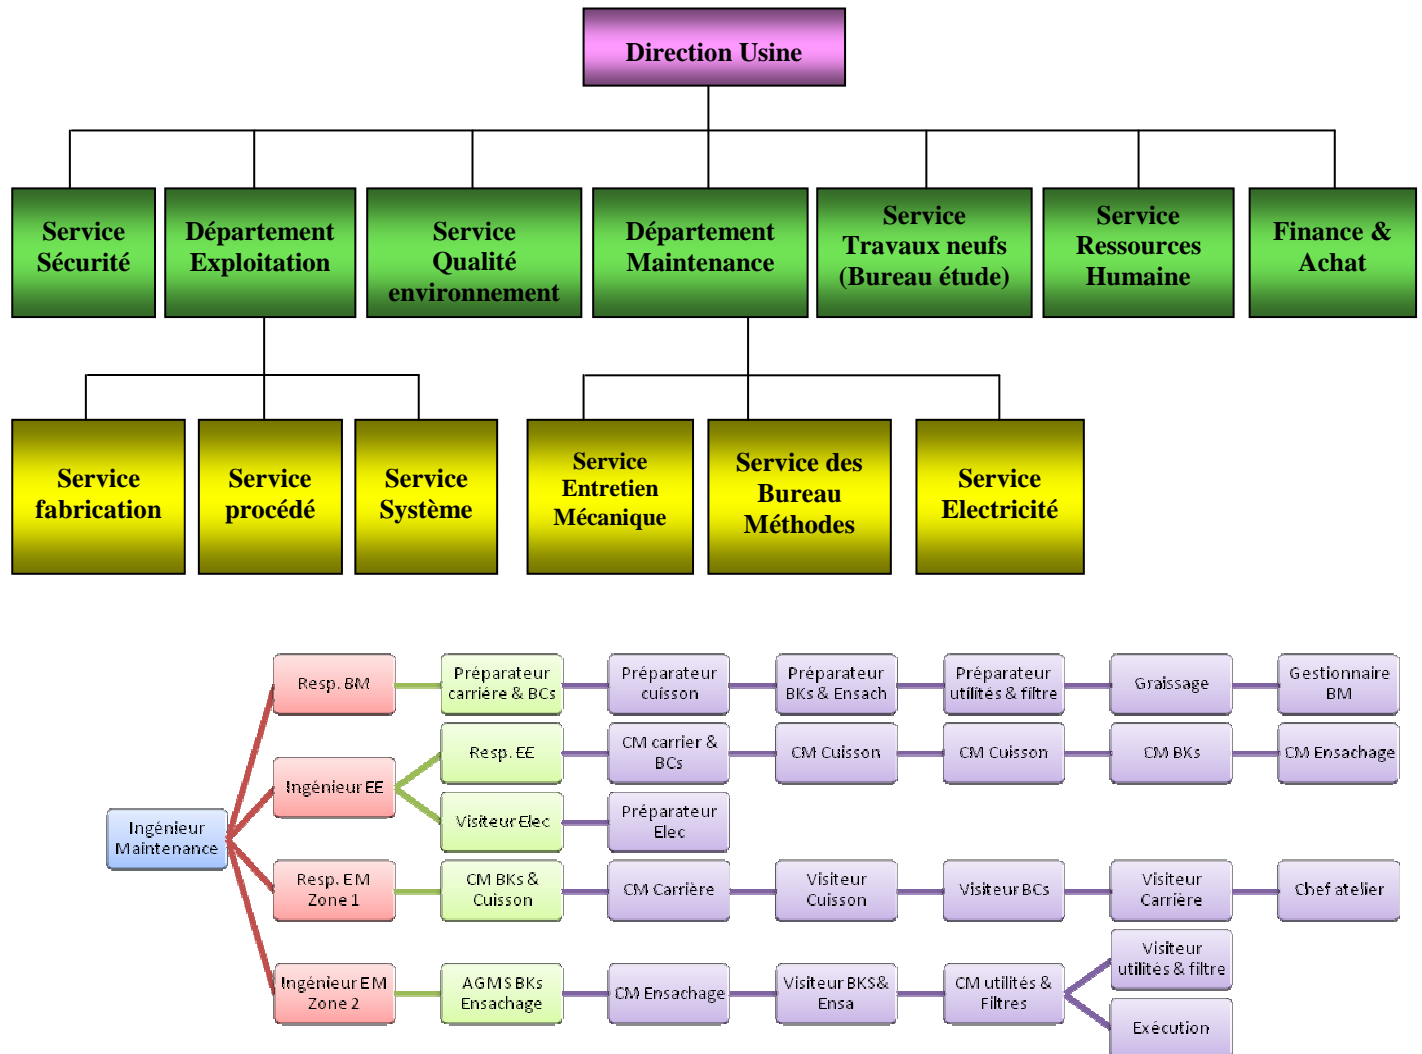 Direction Usine
Service
Sécurité
Département
Exploitation
Service
Qualité
environnement
Département
Maintenance
Service
Travaux neufs
(Bureau étude)
Service
Ressources
Humaine
Finance &
Achat
Service
fabrication
Service
procédé
Service
Système
Service
Entretien
Mécanique
Service des
Bureau
Méthodes
Service
Electricité
Ingénieur
Maintenance
Resp. BM
Préparateur
carriére & BCs
Préparateur
cuisson
Préparateur
BKs & Ensach
Préparateur
utilités & filtre
Graissage
Gestionnaire
BM
Ingénieur EE
Resp. EE
CM carrier &
BCs
CM Cuisson
CM Cuisson
CM BKs
CM Ensachage
Visiteur Elec
Préparateur
Elec
Resp. EM
Zone 1
CM BKs &
Cuisson
CM Carrière
Visiteur
Cuisson
Visiteur BCs
Visiteur
Carrière
Chef atelier
Ingénieur EM
Zone 2
AGMS BKs
Ensachage
CM Ensachage
Visiteur BKS&
Ensa
CM utilités &
Filtres
Visiteur
utilités & filtre
Exécution